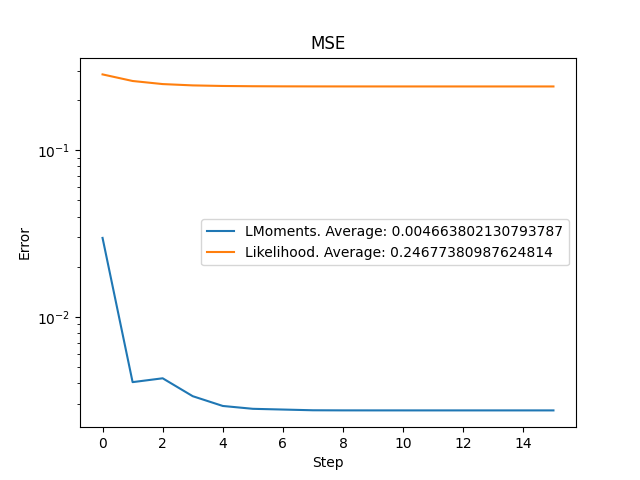 MSE
10⁻¹
10⁻²
Error
LMoments. Average: 0.004663802130793787
Likelihood. Average: 0.24677380987624814
0 2 4 6 8 10 12 14
Step